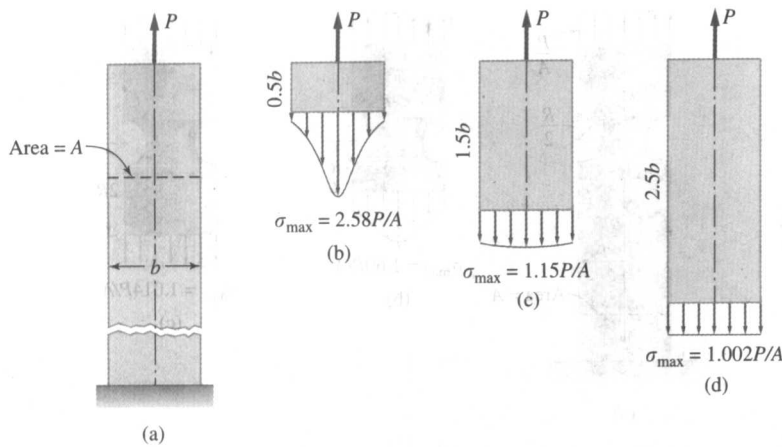 P
Area = A
b
(a)
P
0.5b
σmax = 2.58P/A
(b)
P
1.5b
σmax = 1.15P/A
(c)
P
2.5b
σmax = 1.002P/A
(d)